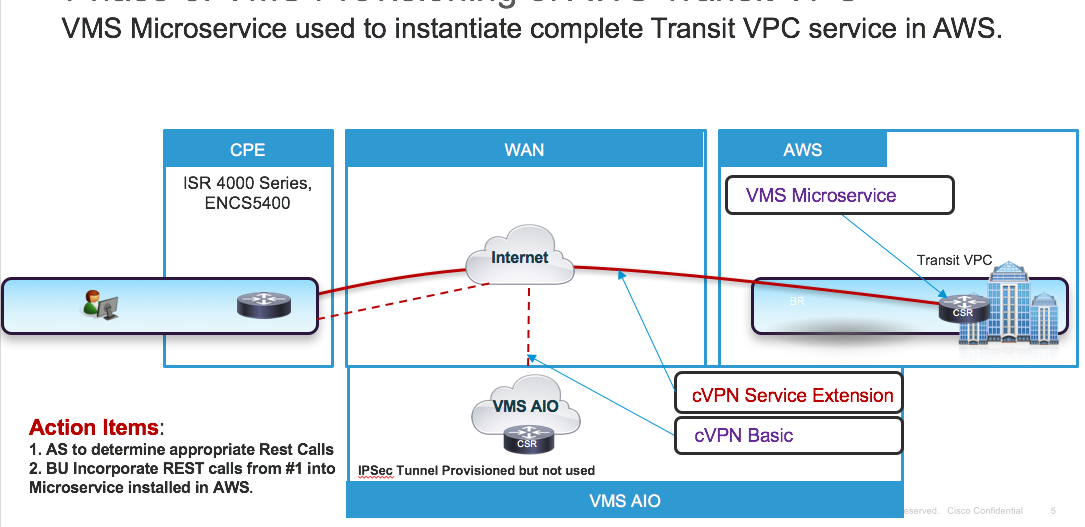 VMS Microservice used to instantiate complete Transit VPC service in AWS.
CPE
WAN
AWS
ISR 4000 Series,
ENCS5400
VMS Microservice
Internet
Transit VPC
BR
CSR
cVPN Service Extension
VMS AIO
CSR
cVPN Basic
Action Items:
1. AS to determine appropriate Rest Calls
2. BU Incorporate REST calls from #1 into
Microservice installed in AWS.
IPSec Tunnel Provisioned but not used
VMS AIO
eserved. Cisco Confidential 5